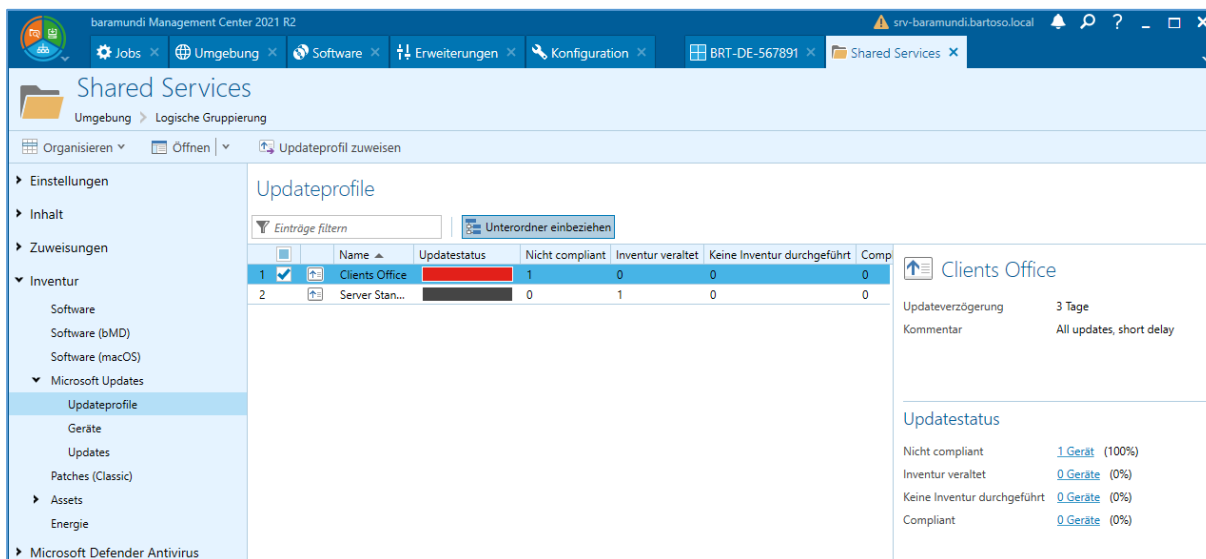 baramundi Management Center 2021 R2
srv-baramundi.bartoso.local
Jobs
Umgebung
Software
Erweiterungen
Konfiguration
BRT-DE-567891
Shared Services
Shared Services
Umgebung > Logische Gruppierung
Organisieren
Öffnen
Updateprofil zuweisen
Einstellungen
Inhalt
Zuweisungen
Inventur
Software
Software (bMD)
Software (macOS)
Microsoft Updates
Updateprofile
Geräte
Updates
Patches (Classic)
Assets
Energie
Microsoft Defender Antivirus
Updateprofile
Einträge filtern
Unterordner einbeziehen
Name Updatestatus Nicht compliant Inventur veraltet Keine Inventur durchgeführt Compl
1 Clients Office 1 0 0 0
2 Server Stan... 0 1 0 0
Clients Office
Updateverzögerung 3 Tage
Kommentar All updates, short delay
Updatestatus
Nicht compliant 1 Gerät (100%)
Inventur veraltet 0 Geräte (0%)
Keine Inventur durchgeführt 0 Geräte (0%)
Compliant 0 Geräte (0%)